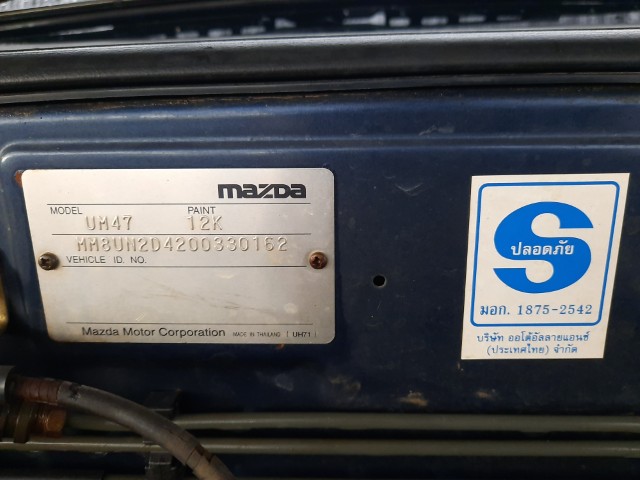 mazda
MODEL PAINT
UM47 12K
MM8UN2D4200330162
VEHICLE ID. NO.
Mazda Motor Corporation MADE IN THAILAND ( UH71 )
S
ปลอดภัย
มอก. 1875-2542
บริษัท ออโต้อัลลายแอนซ์
(ประเทศไทย) จำกัด